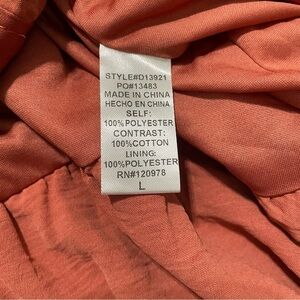 STYLE#D13921
PO#13483
MADE IN CHINA
HECHO EN CHINA
SELF:
100%POLYESTER
CONTRAST:
100%COTTON
LINING:
100%POLYESTER
RN#120978
L